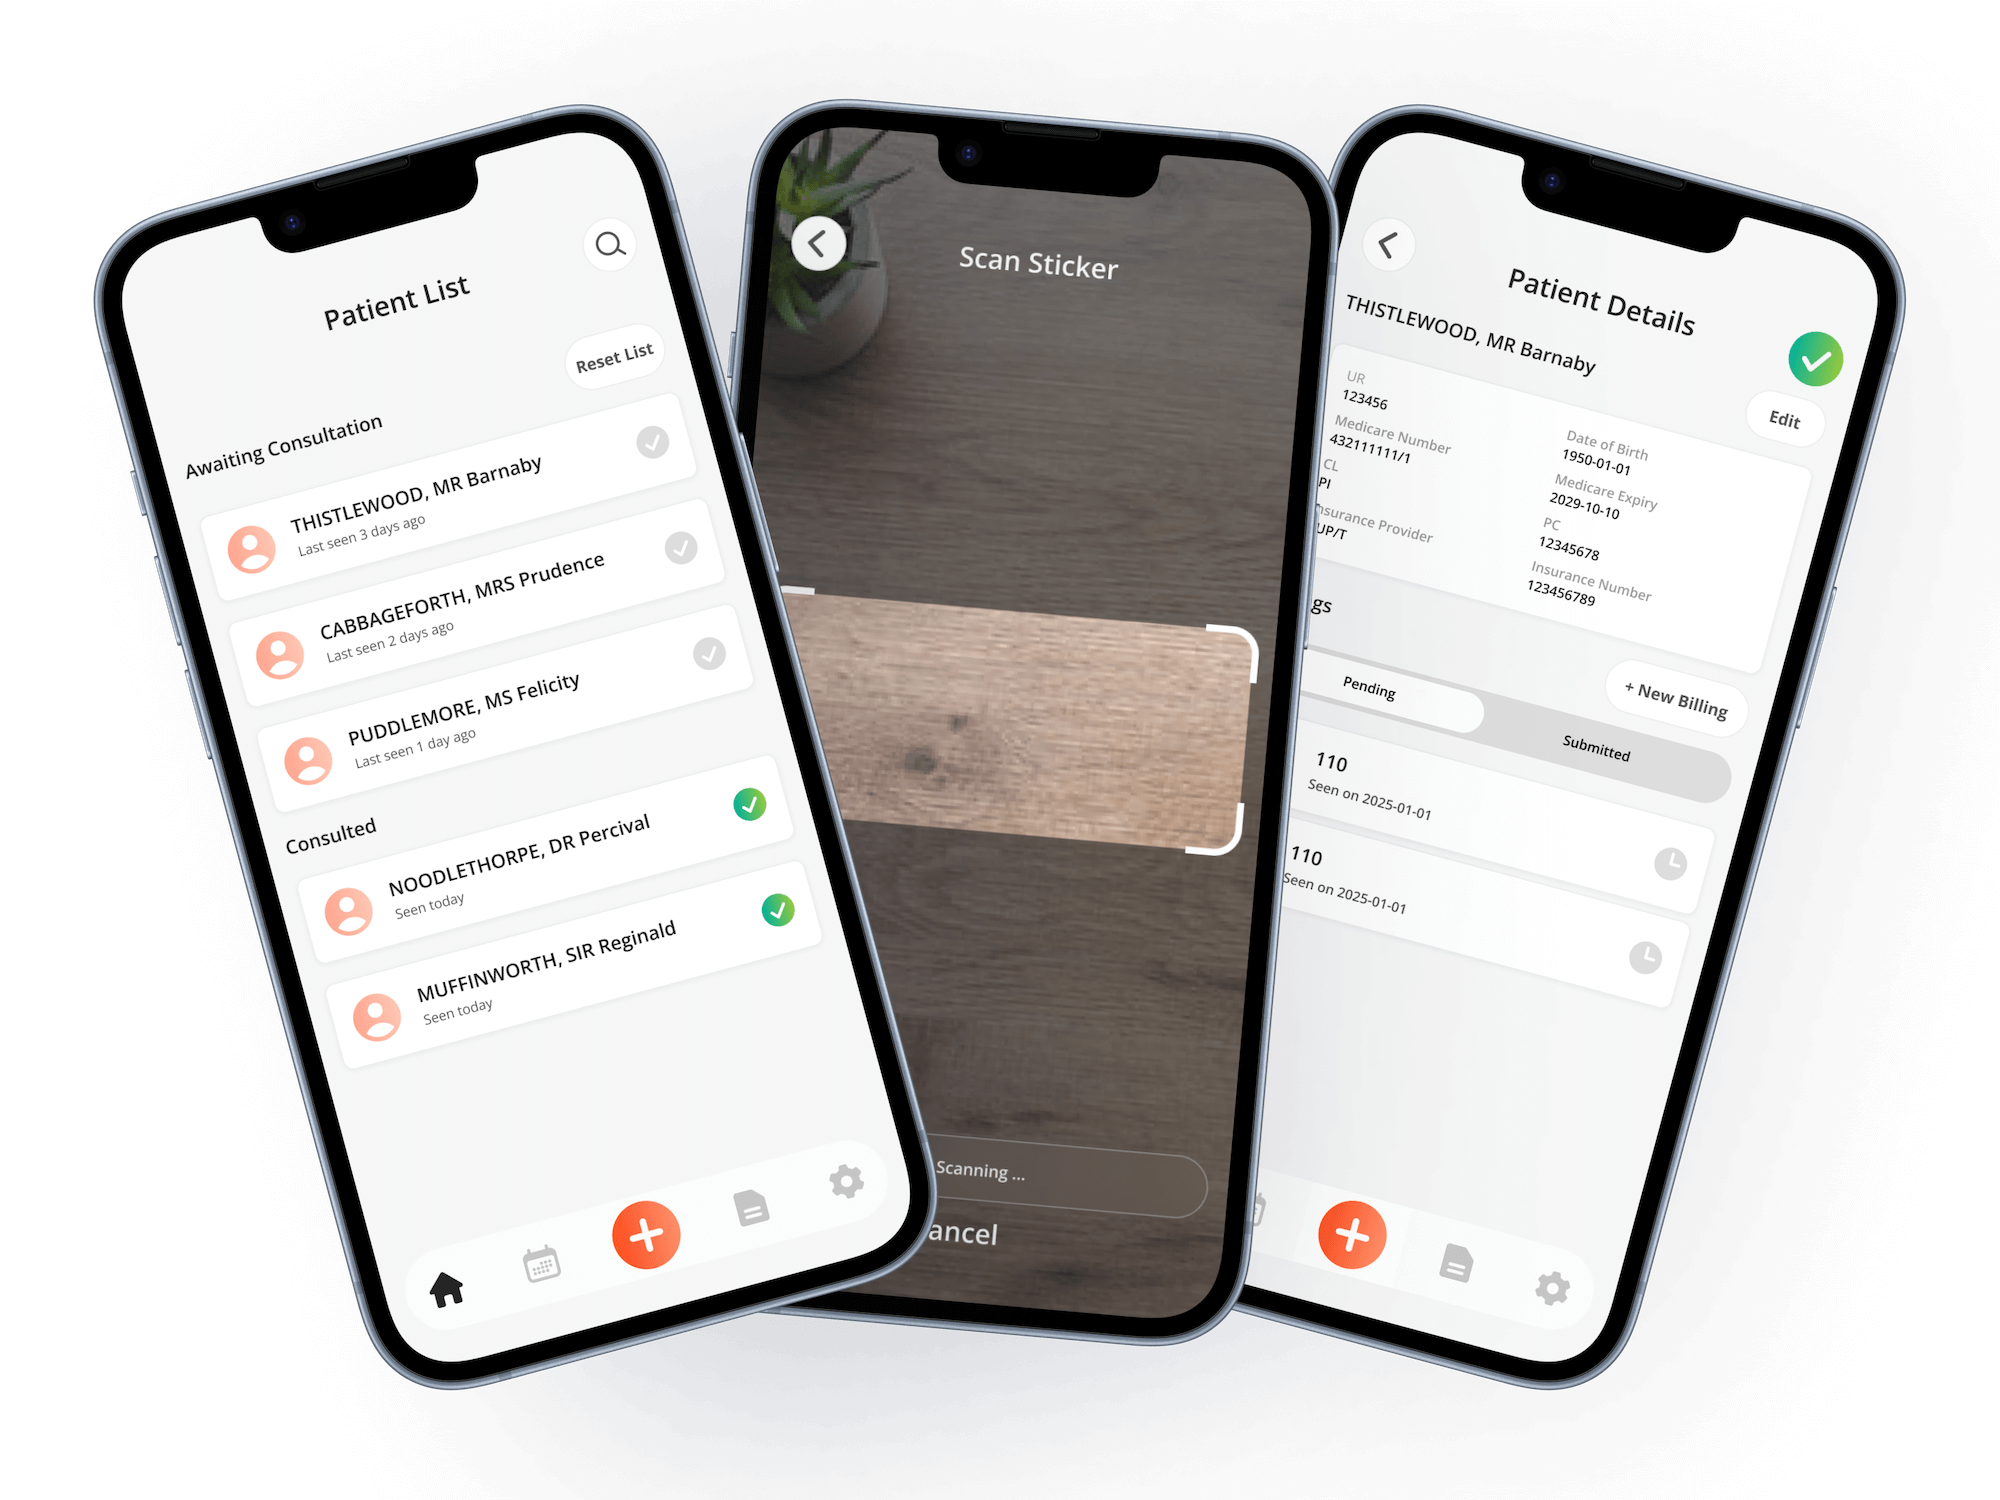 Patient List
Reset List
Awaiting Consultation
THISTLEWOOD, MR Barnaby
Last seen 3 days ago
CABBAGEFORTH, MRS Prudence
Last seen 2 days ago
PUDDLEMORE, MS Felicity
Last seen 1 day ago
Consulted
NOODLETHORPE, DR Percival
Seen today
MUFFINWORTH, SIR Reginald
Seen today
Scan Sticker
Scanning ...
ancel
Patient Details
THISTLEWOOD, MR Barnaby
Edit
UR
123456
Date of Birth
1950-01-01
Medicare Number
432111111/1
Medicare Expiry
2029-10-10
CL
PI
PC
12345678
nsurance Provider
UP/T
Insurance Number
123456789
gs
+ New Billing
Pending
Submitted
110
Seen on 2025-01-01
110
Seen on 2025-01-01